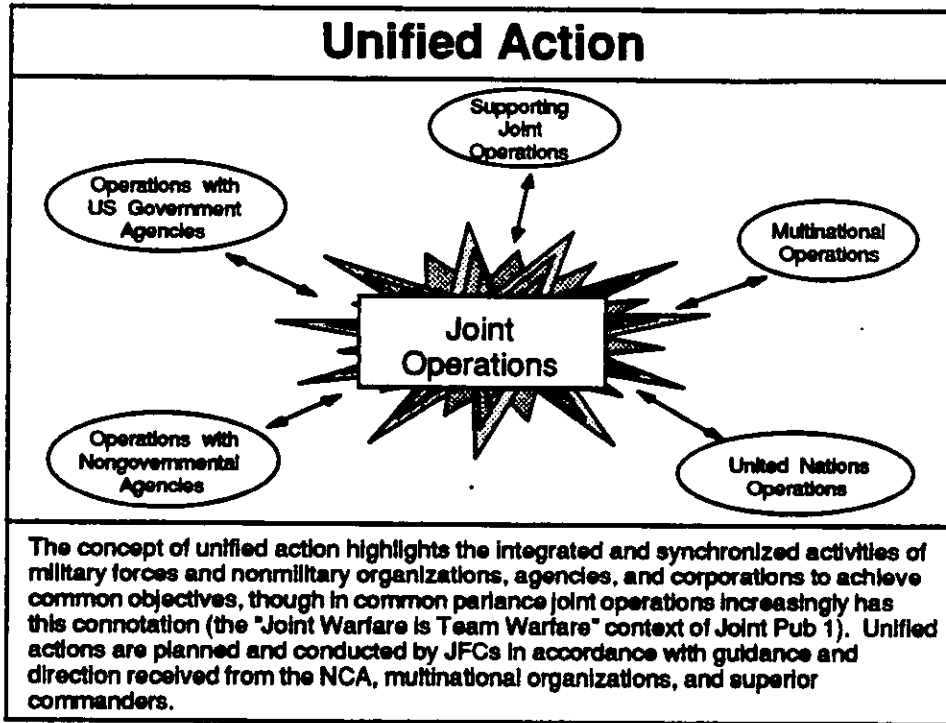 Unified Action
Supporting
Joint
Operations
Operations with
US Government
Agencies
Multinational
Operations
Joint
Operations
Operations with
Nongovernmental
Agencies
United Nations
Operations
The concept of unified action highlights the integrated and synchronized activities of
military forces and nonmilitary organizations, agencies, and corporations to achieve
common objectives, though in common parlance joint operations increasingly has
this connotation (the "Joint Warfare is Team Warfare" context of Joint Pub 1). Unified
actions are planned and conducted by JFCs in accordance with guidance and
direction received from the NCA, multinational organizations, and superior
commanders.